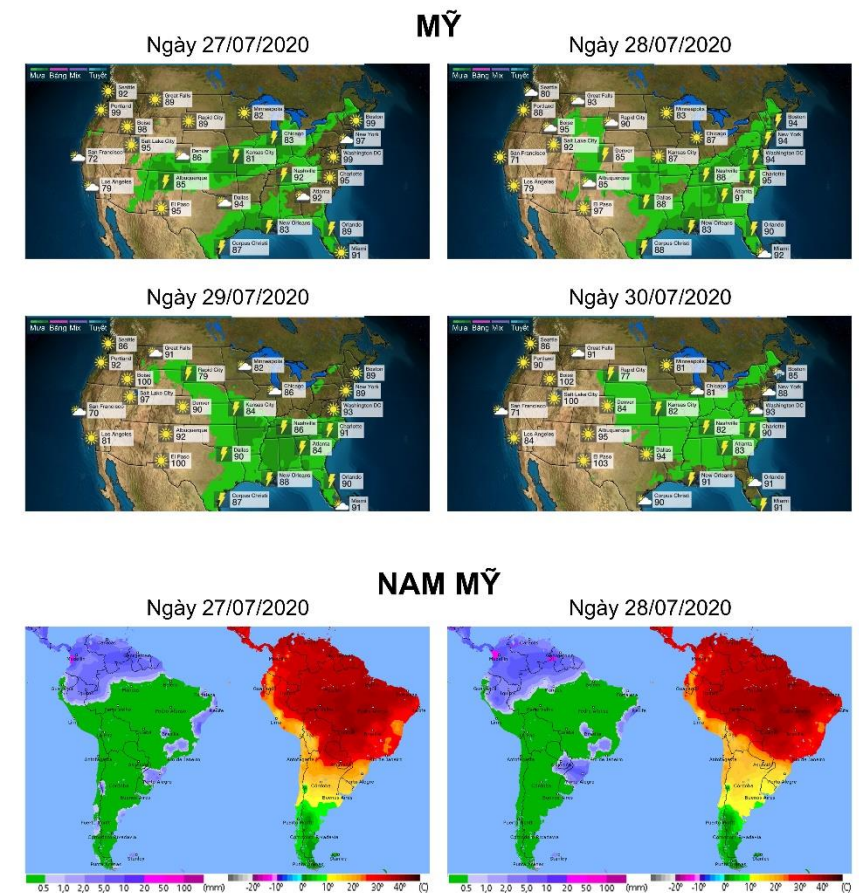 MỸ
Ngày 27/07/2020
Ngày 28/07/2020
Mưa Băng Mix Tuyết
Seattle 92
Great Falls 89
Portland 99
Boise 98
Rapid City 89
Minneapolis 82
Boston 99
Salt Lake City 95
Chicago 83
New York 97
San Francisco 72
Denver 86
Kansas City 81
Washington DC 99
Los Angeles 79
Albuquerque 85
Nashville 92
Charlotte 95
El Paso 95
Dallas 94
Atlanta 92
New Orleans 83
Orlando 89
Corpus Christi 87
Miami 91
Mưa Băng Mix Tuyết
Seattle 80
Great Falls 93
Portland 88
Boise 95
Rapid City 90
Minneapolis 83
Boston 94
Salt Lake City 92
Chicago 87
New York 94
San Francisco 71
Denver 85
Kansas City 87
Washington DC 94
Los Angeles 79
Albuquerque 85
Nashville 88
Charlotte 95
El Paso 97
Dallas 88
Atlanta 91
New Orleans 83
Orlando 90
Corpus Christi 88
Miami 92
Ngày 29/07/2020
Ngày 30/07/2020
Mưa Băng Mix Tuyết
Seattle 86
Great Falls 91
Portland 92
Boise 100
Rapid City 79
Minneapolis 82
Boston 89
Salt Lake City 97
Chicago 86
New York 89
San Francisco 70
Denver 90
Kansas City 84
Washington DC 93
Los Angeles 81
Albuquerque 92
Nashville 86
Charlotte 91
El Paso 100
Dallas 90
Atlanta 84
New Orleans 88
Orlando 90
Corpus Christi 87
Miami 91
Mưa Băng Mix Tuyết
Seattle 86
Great Falls 91
Portland 90
Boise 102
Rapid City 77
Minneapolis 81
Boston 85
Salt Lake City 100
Chicago 81
New York 88
San Francisco 71
Denver 84
Kansas City 82
Washington DC 93
Los Angeles 84
Albuquerque 95
Nashville 82
Charlotte 90
El Paso 103
Dallas 94
Atlanta 83
New Orleans 91
Orlando 91
Corpus Christi 90
Miami 91
NAM MỸ
Ngày 27/07/2020
Ngày 28/07/2020
0.5 1,0 2,0 5,0 10 20 50 100 (mm)
-20° -10° 0° 10° 20° 30° 40° (C)
0.5 1,0 2,0 5,0 10 20 50 100 (mm)
-20° -10° 0° 10° 20° 30° 40° (C)